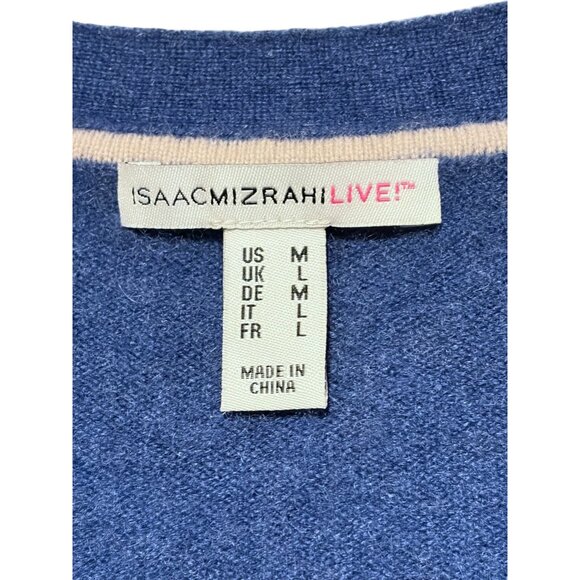 ISAACMIZRAHILIVE!™
US M
UK L
DE M
IT L
FR L
MADE IN
CHINA